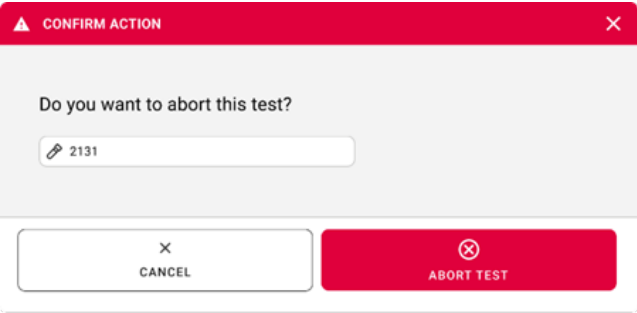 CONFIRM ACTION
Do you want to abort this test?
2131
CANCEL
ABORT TEST